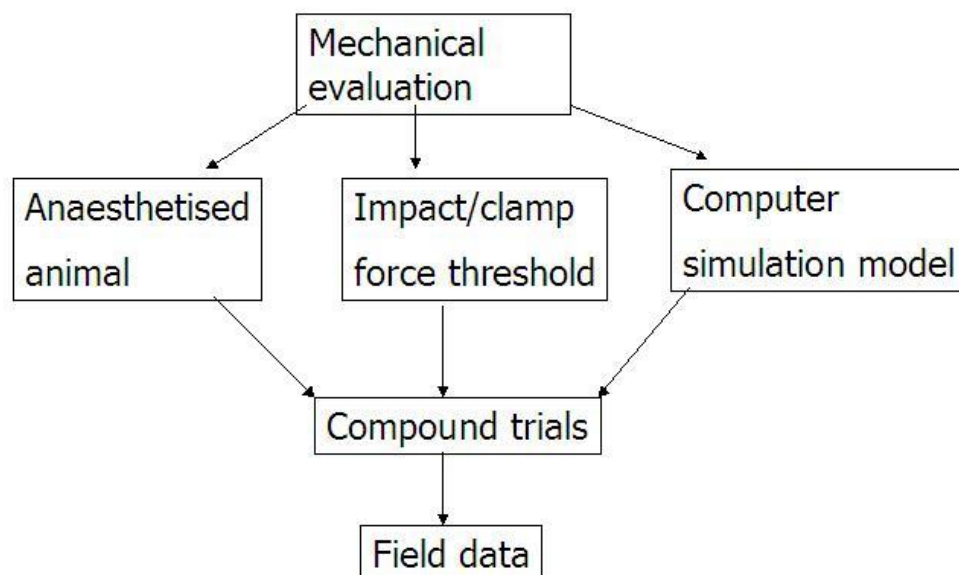 Mechanical
evaluation
Anaesthetised
animal
Impact/clamp
force threshold
Computer
simulation model
Compound trials
Field data